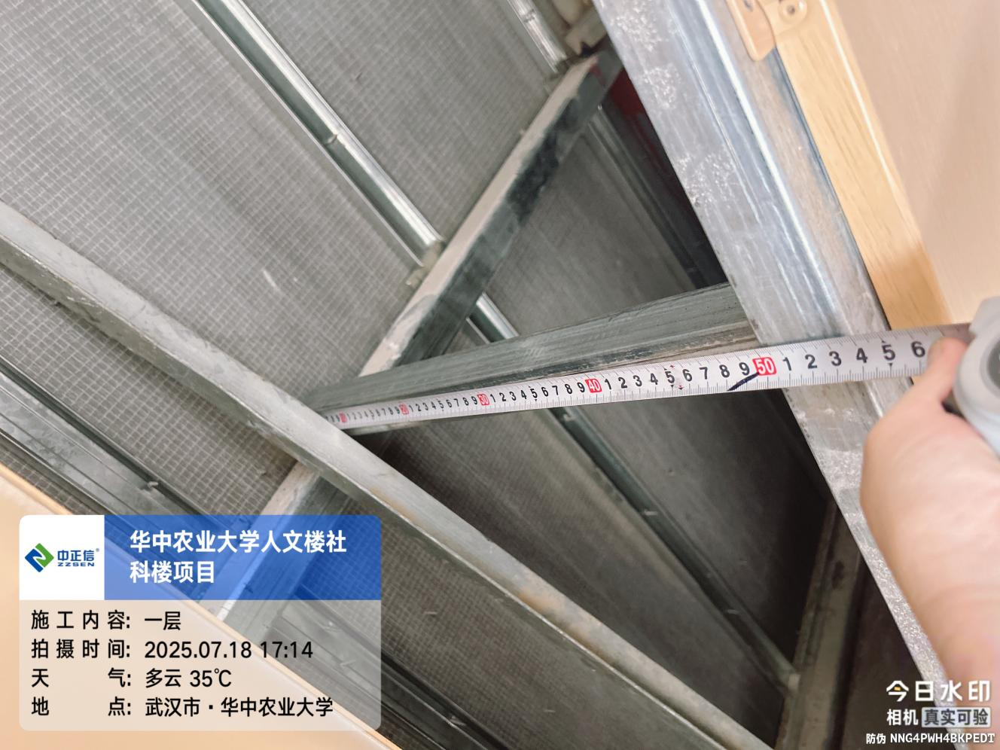 1 2 3 4 5 6 7 8 9 30 1 2 3 4 5 6 7 8 9 40 1 2 3 4 5 6 7 8 9 50 1 2 3 4 5 6
中正信®
ZZSEN
华中农业大学人文楼社
科楼项目
施工内容: 一层
拍摄时间: 2025.07.18 17:14
天气: 多云 35℃
地点: 武汉市·华中农业大学
今日水印
相机 真实可验
防伪 NNG4PWH4BKPEDT